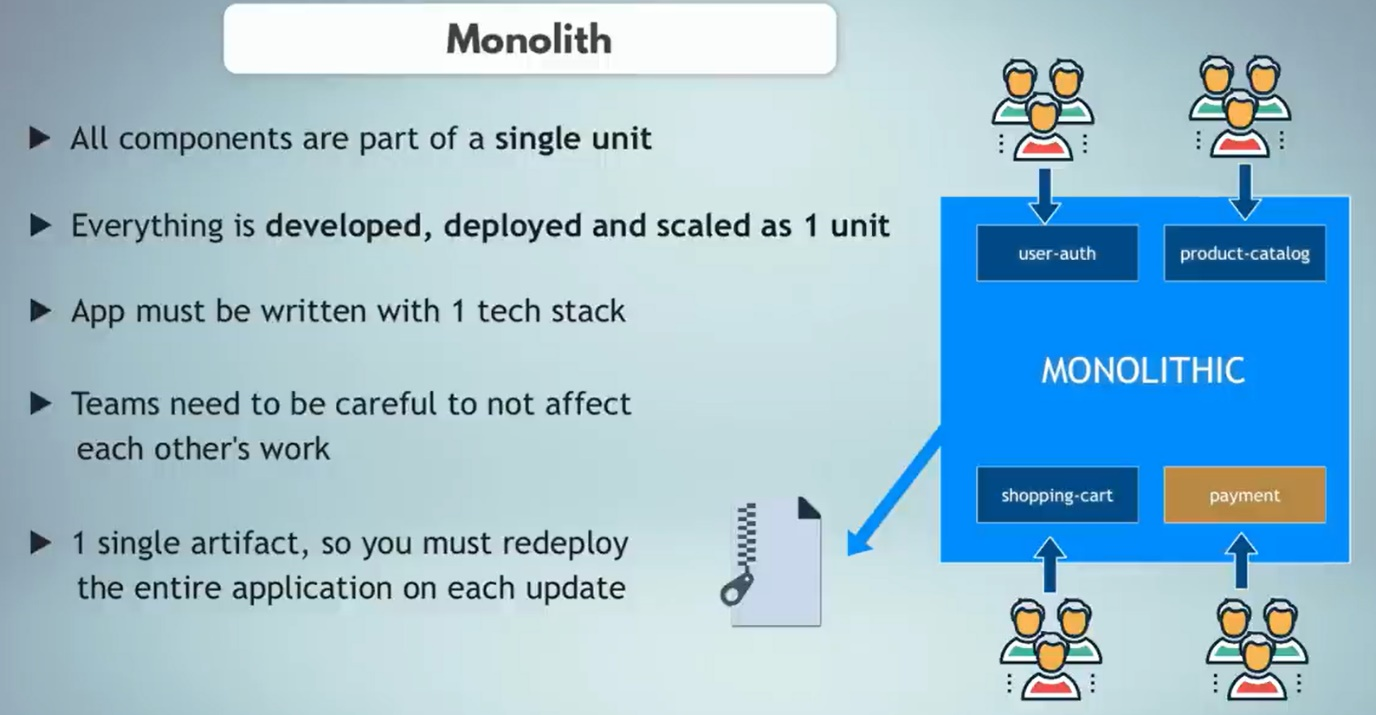 Monolith
All components are part of a single unit
Everything is developed, deployed and scaled as 1 unit
App must be written with 1 tech stack
Teams need to be careful to not affect
each other's work
1 single artifact, so you must redeploy
the entire application on each update
user-auth
product-catalog
MONOLITHIC
shopping-cart
payment